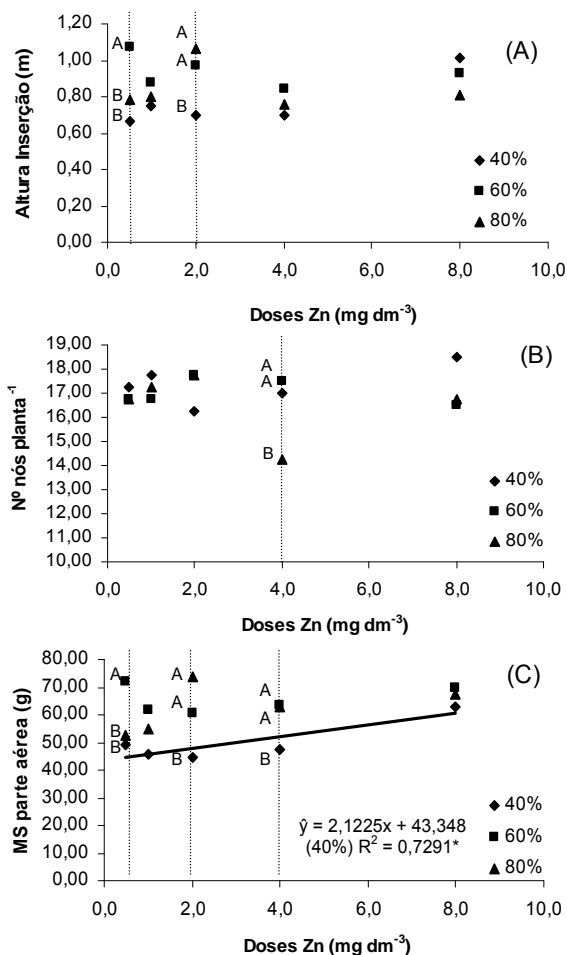 1,20
(A)
A
A
1,00
A
0,80
B
B
B
0,60
0,40
40%
60%
0,20
80%
0,00
0,0 2,0 4,0 6,0 8,0 10,0
Altura Inserção (m)
Doses Zn (mg dm-3)
19,00
(B)
18,00
A
17,00
A
16,00
15,00
B
14,00
13,00
40%
12,00
60%
11,00
80%
10,00
0,0 2,0 4,0 6,0 8,0 10,0
Nº nós planta-1
Doses Zn (mg dm-3)
80,00
(C)
A
A
70,00
A
A
60,00
A
B
50,00
B
B
B
40,00
30,00
40%
20,00
ŷ = 2,1225x + 43,348
60%
(40%) R2 = 0,7291*
10,00
80%
0,00
0,0 2,0 4,0 6,0 8,0 10,0
MS parte aérea (g)
Doses Zn (mg dm-3)